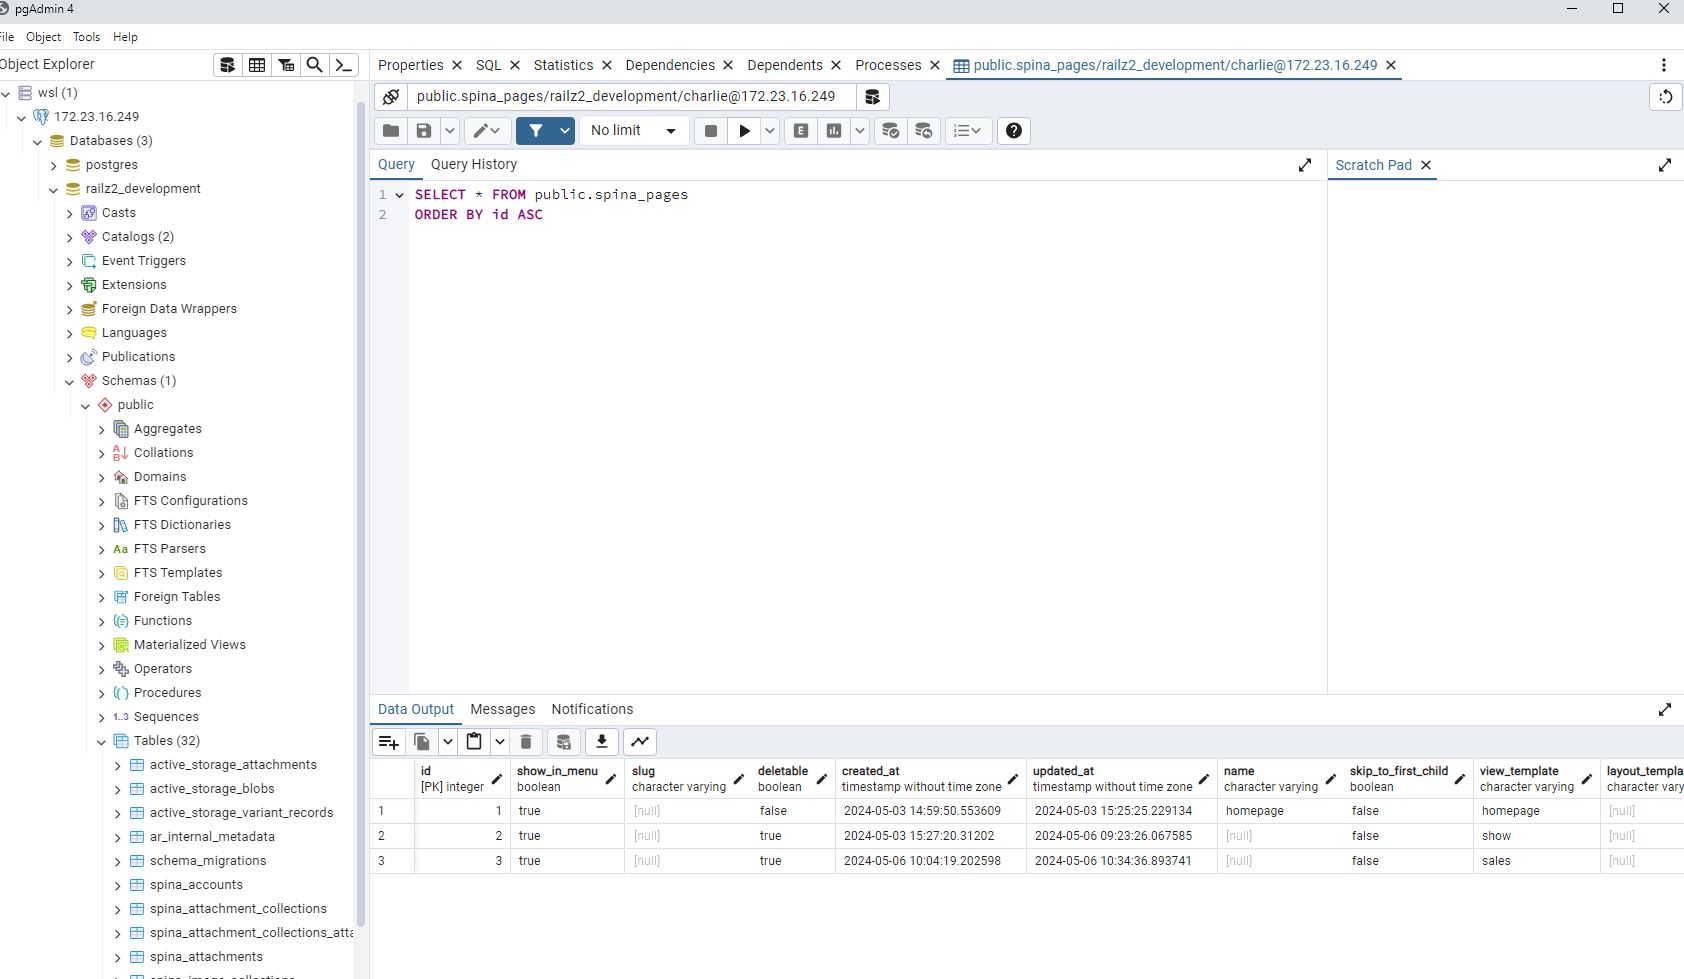 pgAdmin 4
File Object Tools Help
Object Explorer
Properties SQL Statistics Dependencies Dependents Processes public.spina_pages/railz2_development/charlie@172.23.16.249
public.spina_pages/railz2_development/charlie@172.23.16.249
No limit
E
?
Query Query History
Scratch Pad
1 SELECT * FROM public.spina_pages
2 ORDER BY id ASC
wsl (1)
172.23.16.249
Databases (3)
postgres
railz2_development
Casts
Catalogs (2)
Event Triggers
Extensions
Foreign Data Wrappers
Languages
Publications
Schemas (1)
public
Aggregates
Collations
Domains
FTS Configurations
FTS Dictionaries
Aa FTS Parsers
FTS Templates
Foreign Tables
Functions
Materialized Views
Operators
Procedures
1..3 Sequences
Tables (32)
active_storage_attachments
active_storage_blobs
active_storage_variant_records
ar_internal_metadata
schema_migrations
spina_accounts
spina_attachment_collections
spina_attachment_collections_atta
spina_attachments
Data Output Messages Notifications
id show_in_menu slug deletable created_at updated_at name skip_to_first_child view_template layout_templa
[PK] integer boolean character varying boolean timestamp without time zone timestamp without time zone character varying boolean character varying character vary
1 1 true [null] false 2024-05-03 14:59:50.553609 2024-05-03 15:25:25.229134 homepage false homepage [null]
2 2 true [null] true 2024-05-03 15:27:20.31202 2024-05-06 09:23:26.067585 [null] false show [null]
3 3 true [null] true 2024-05-06 10:04:19.202598 2024-05-06 10:34:36.893741 [null] false sales [null]